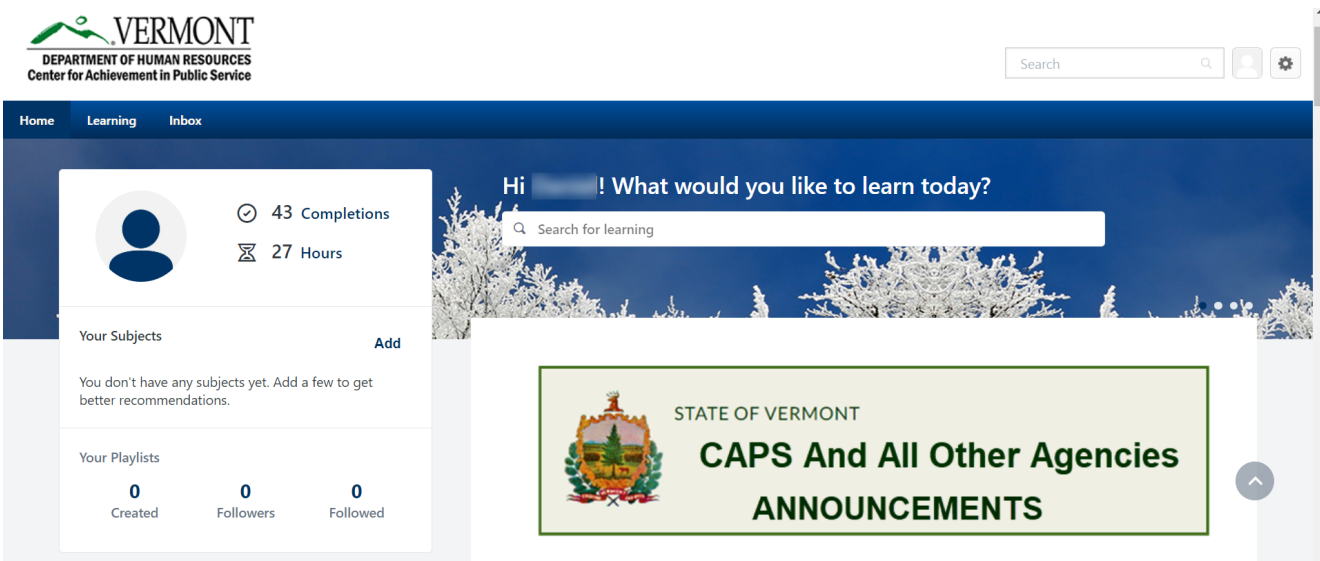 VERMONT
DEPARTMENT OF HUMAN RESOURCES
Center for Achievement in Public Service
Search
Home Learning Inbox
43 Completions
27 Hours
Hi ! What would you like to learn today?
Search for learning
Your Subjects
Add
You don't have any subjects yet. Add a few to get
better recommendations.
Your Playlists
0 0 0
Created Followers Followed
STATE OF VERMONT
CAPS And All Other Agencies
ANNOUNCEMENTS